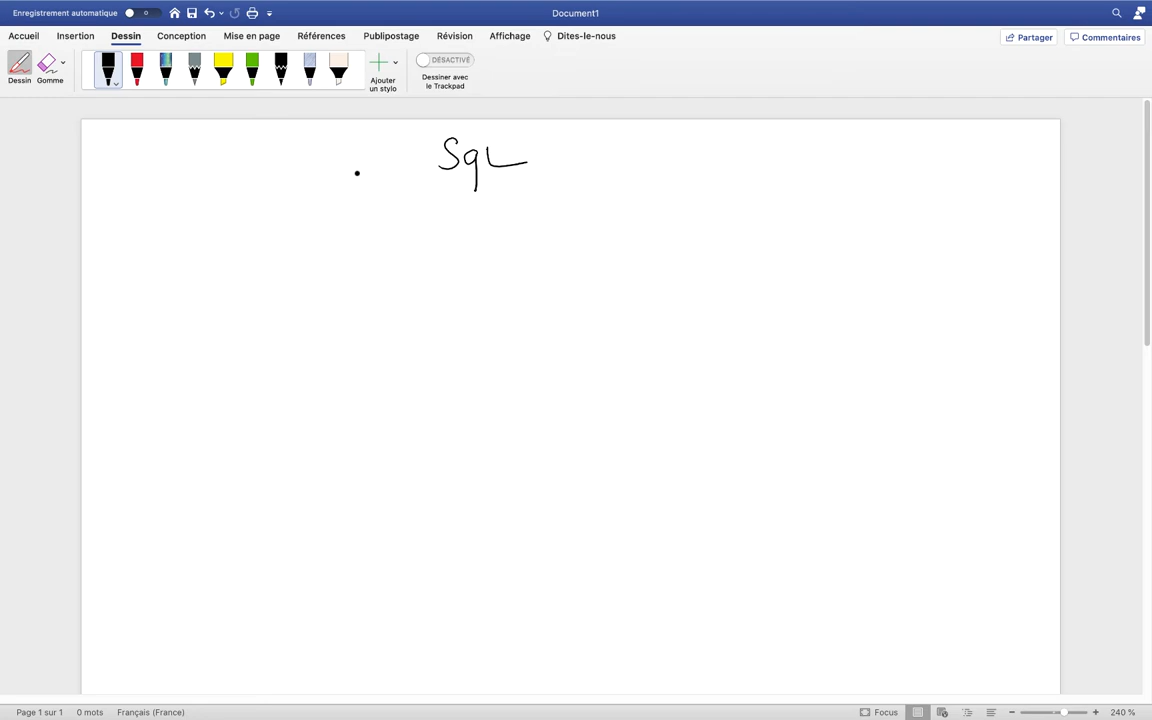 Enregistrement automatique
Document1
Accueil Insertion Dessin Conception Mise en page Références Publipostage Révision Affichage Dites-le-nous Partager Commentaires
Dessin Gomme Ajouter un stylo DÉSACTIVÉ Dessiner avec le Trackpad
SqL
Page 1 sur 1 0 mots Français (France) Focus 240 %